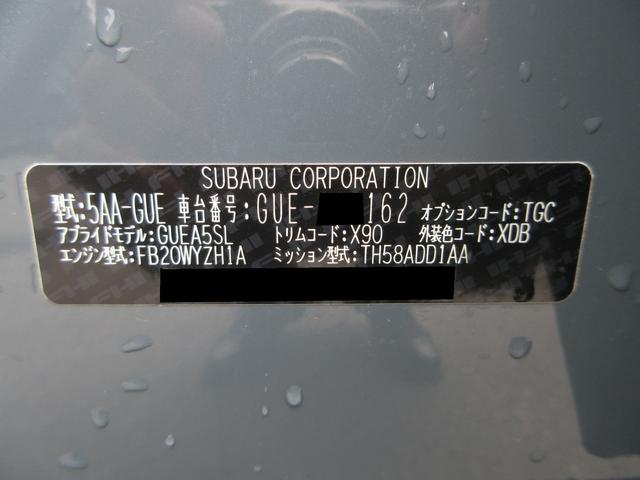 SUBARU CORPORATION
型式:5AA-GUE 車台番号:GUE- 162 オプションコード:TGC
アプライドモデル:GUEA5SL トリムコード:X90 外装色コード:XDB
エンジン型式:FB20WYZH1A ミッション型式:TH58ADD1AA